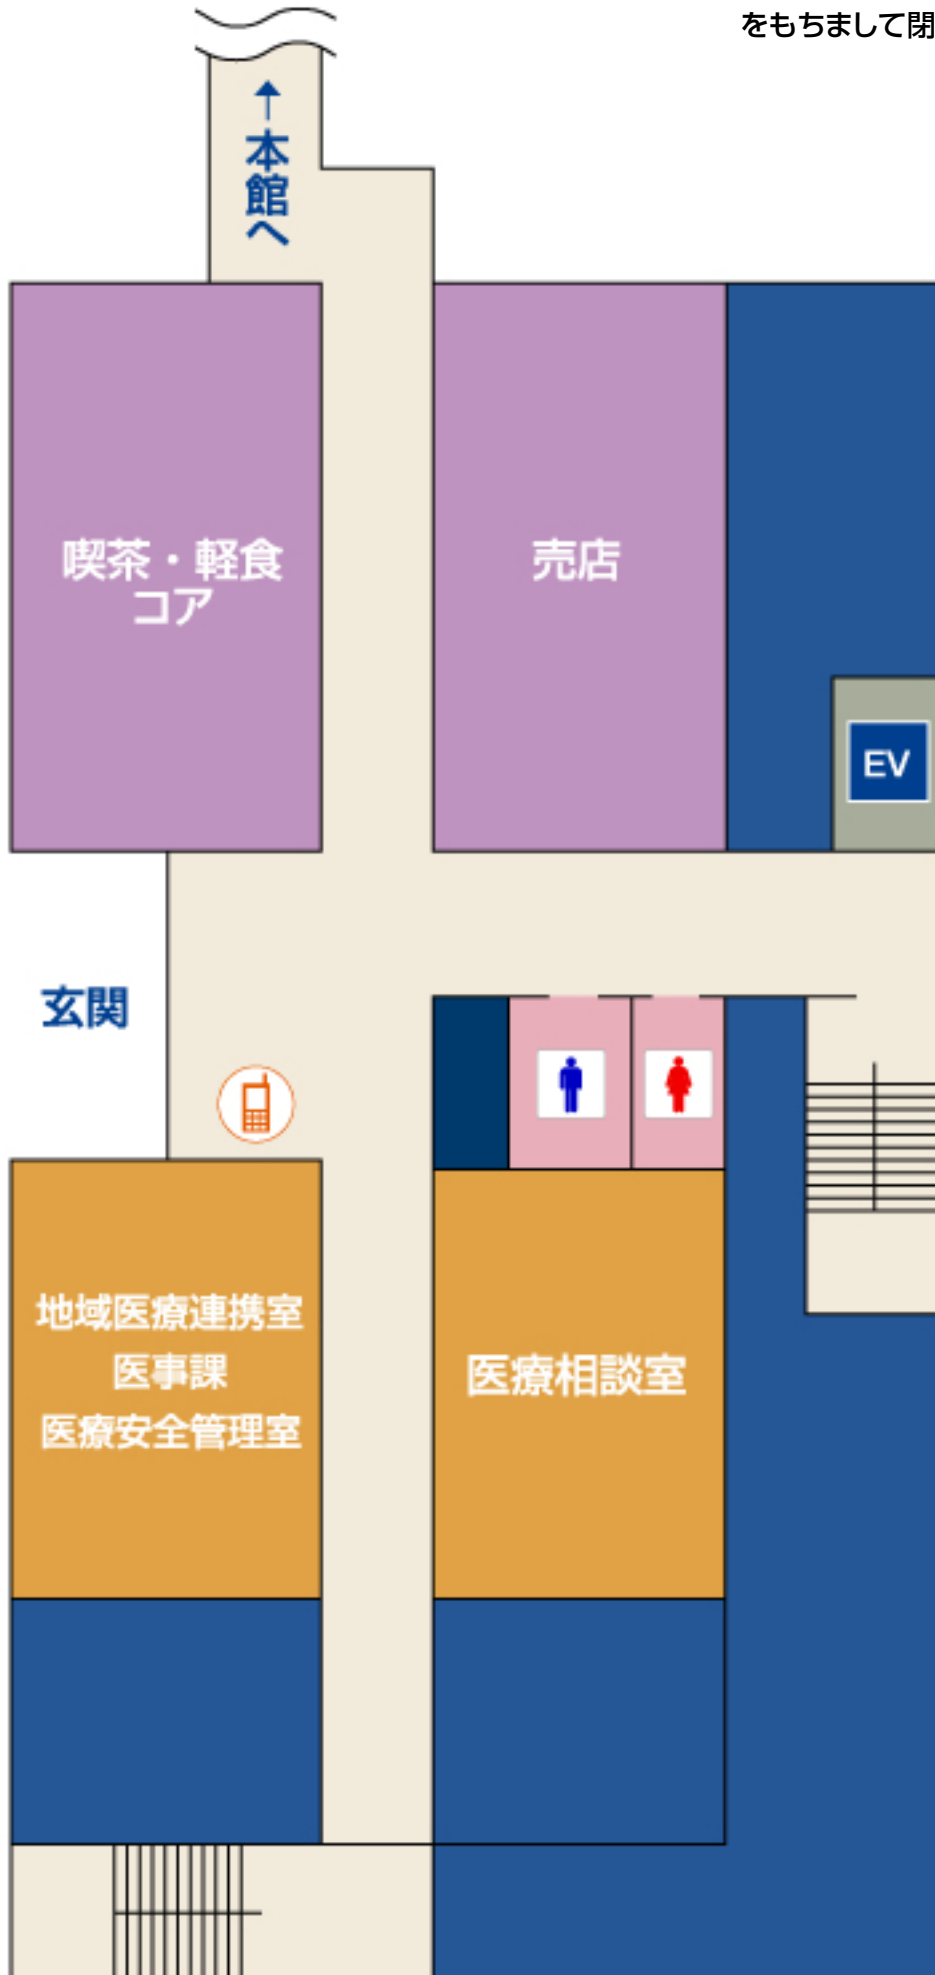 をもちまして閉
↑本館へ
喫茶・軽食
コア
売店
EV
玄関
地域医療連携室
医事課
医療安全管理室
医療相談室